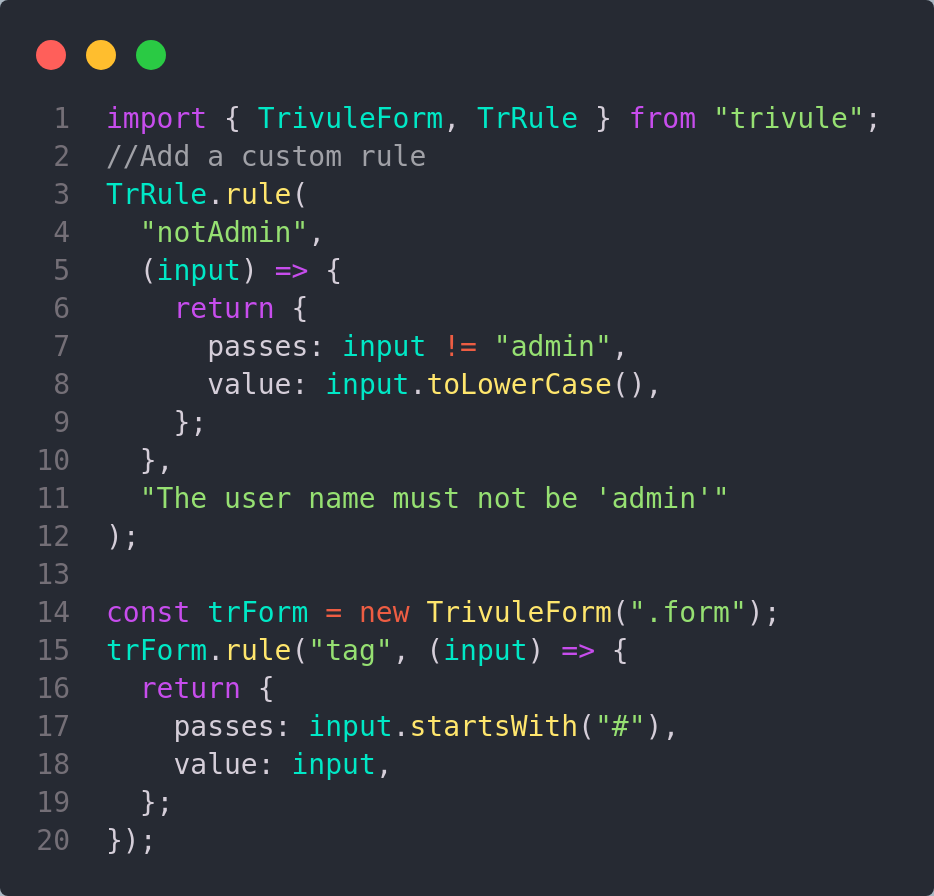 1 import { TrivuleForm, TrRule } from "trivule";
2 //Add a custom rule
3 TrRule.rule(
4   "notAdmin",
5   (input) => {
6     return {
7       passes: input != "admin",
8       value: input.toLowerCase(),
9     };
10   },
11   "The user name must not be 'admin'"
12 );
13
14 const trForm = new TrivuleForm(".form");
15 trForm.rule("tag", (input) => {
16   return {
17     passes: input.startsWith("#"),
18     value: input,
19   };
20 });